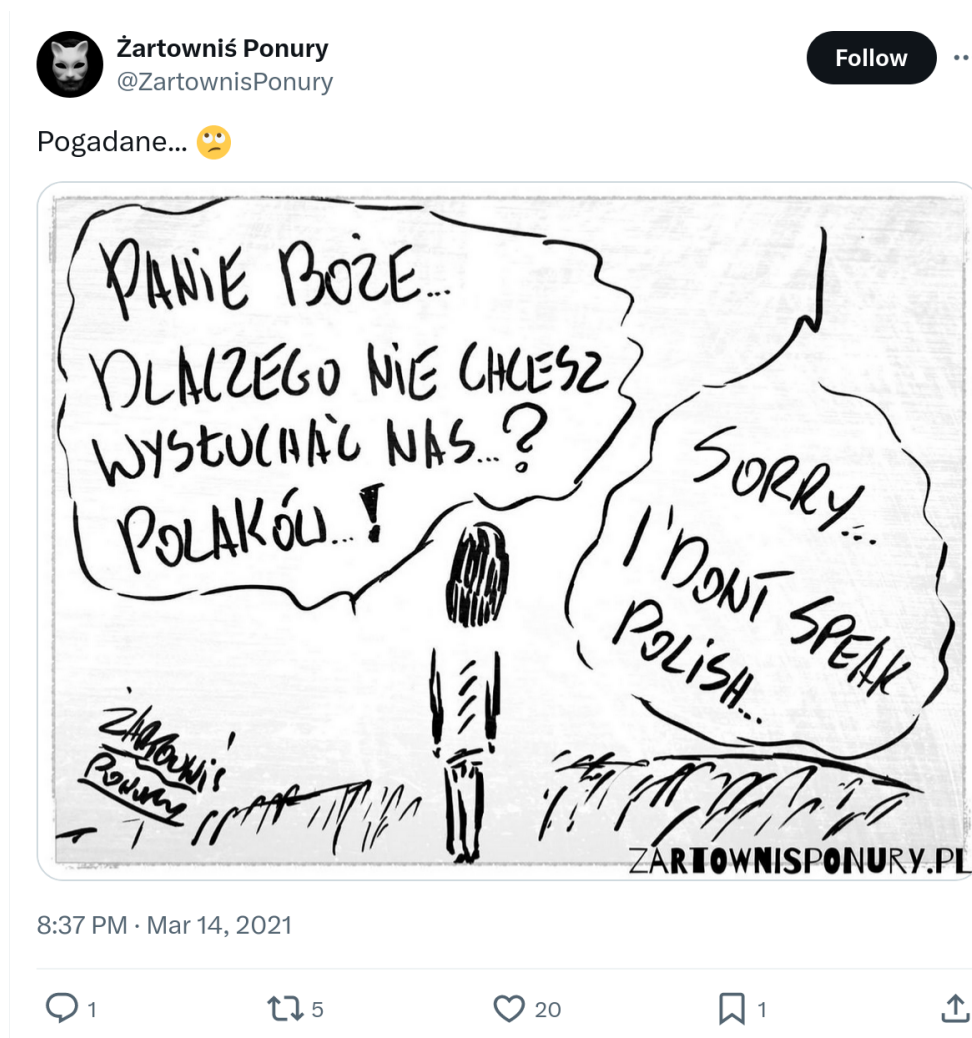 Żartowniś Ponury
@ZartownisPonury
Follow
Pogadane... 🙄
PANIE BOŻE...
DLACZEGO NIE CHCESZ
WYSŁUCHAĆ NAS...?
POLAKÓW...!
SORRY...
I'DONT SPEAK
POLISH...
ŻARTOWNIŚ
PONURY
ZARTOWNISPONURY.PL
8:37 PM · Mar 14, 2021
1
5
20
1